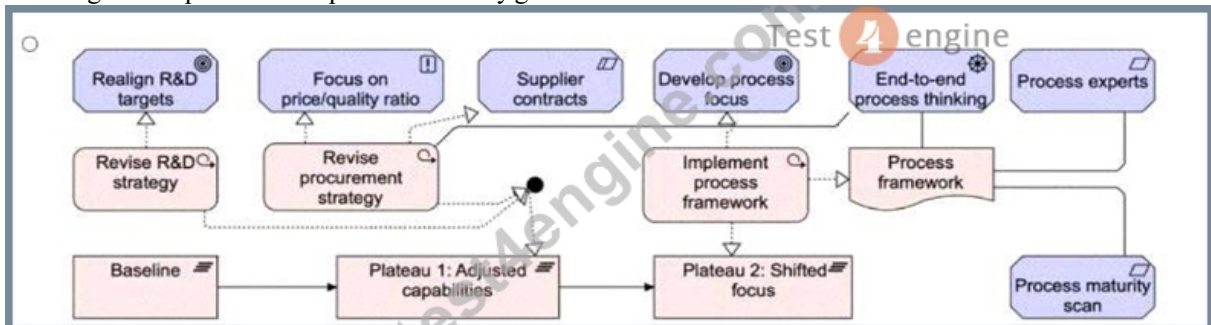 Test 4 engine
Realign R&D
targets
Focus on
price/quality ratio
Supplier
contracts
Develop process
focus
End-to-end
process thinking
Process experts
Revise R&D
strategy
Revise
procurement
strategy
Implement
process
framework
Process
framework
Baseline
Plateau 1: Adjusted
capabilities
Plateau 2: Shifted
focus
Process maturity
scan
test4engine.com